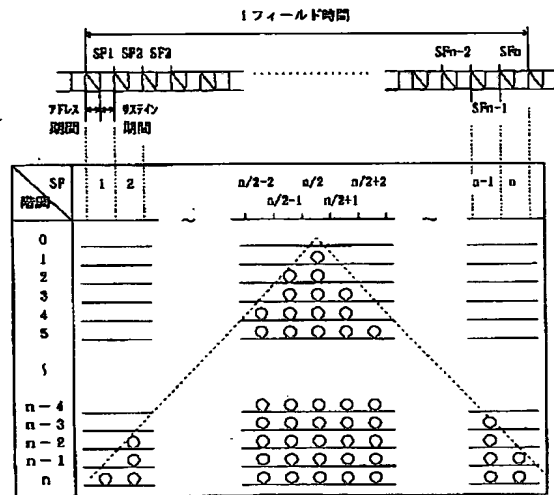 1フィールド時間
SF1 SF2 SF3
SFn-2 SFn
SFn-1
アドレス
期間
サステイン
期間
SF
階調
1 2 n/2-2 n/2 n/2+2 n-1 n
n/2-1 n/2+1
~ ~
0
1
2
3
4
5
n-4
n-3
n-2
n-1
n